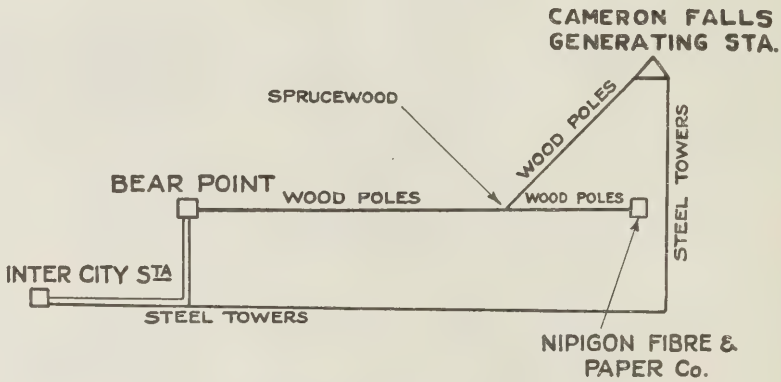 CAMERON FALLS
GENERATING STA.
SPRUCEWOOD
WOOD POLES
BEAR POINT
WOOD POLES
WOOD POLES
STEEL TOWERS
INTER CITY STA
STEEL TOWERS
NIPIGON FIBRE &
PAPER Co.